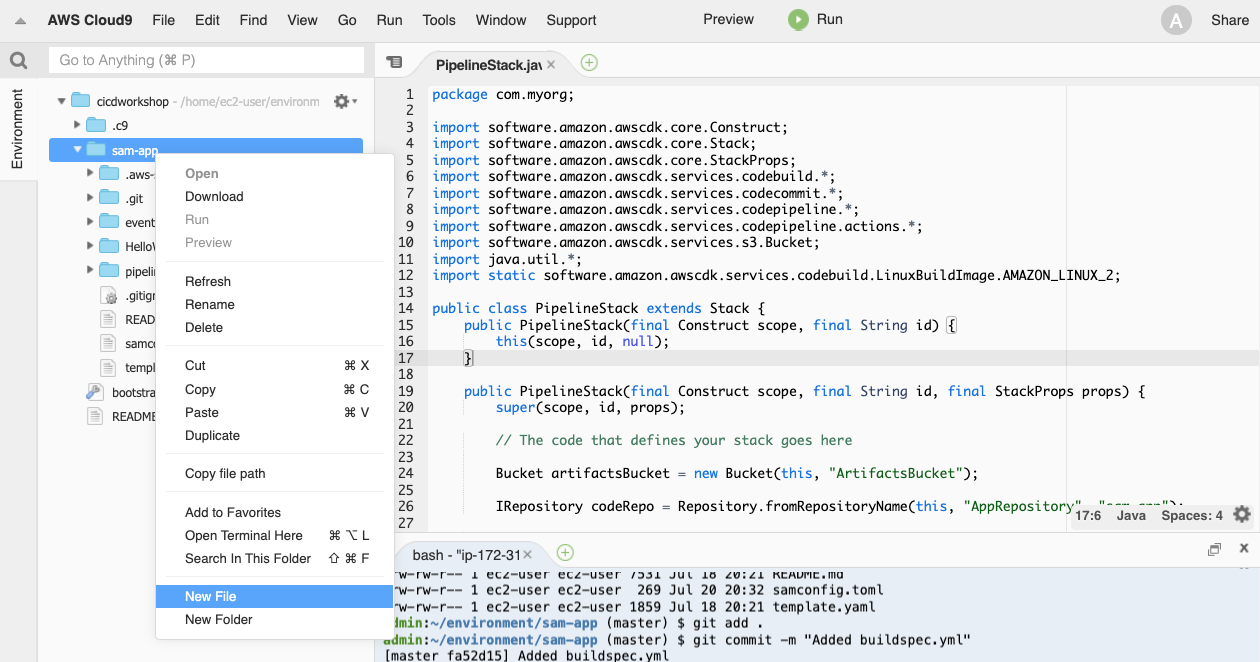 AWS Cloud9 File Edit Find View Go Run Tools Window Support Preview Run A Share
Go to Anything (⌘ P)
Environment
cicdworkshop - /home/ec2-user/environm
.c9
sam-app
.aws-
.git
event
Hello
pipeli
.gitign
READ
samco
templ
bootstra
README
Open
Download
Run
Preview
Refresh
Rename
Delete
Cut ⌘ X
Copy ⌘ C
Paste ⌘ V
Duplicate
Copy file path
Add to Favorites
Open Terminal Here ⌘ ⌥ L
Search In This Folder ⇧ ⌘ F
New File
New Folder
PipelineStack.jav
1 package com.myorg;
2
3 import software.amazon.awscdk.core.Construct;
4 import software.amazon.awscdk.core.Stack;
5 import software.amazon.awscdk.core.StackProps;
6 import software.amazon.awscdk.services.codebuild.*;
7 import software.amazon.awscdk.services.codecommit.*;
8 import software.amazon.awscdk.services.codepipeline.*;
9 import software.amazon.awscdk.services.codepipeline.actions.*;
10 import software.amazon.awscdk.services.s3.Bucket;
11 import java.util.*;
12 import static software.amazon.awscdk.services.codebuild.LinuxBuildImage.AMAZON_LINUX_2;
13
14 public class PipelineStack extends Stack {
15 public PipelineStack(final Construct scope, final String id) {
16 this(scope, id, null);
17 }
18
19 public PipelineStack(final Construct scope, final String id, final StackProps props) {
20 super(scope, id, props);
21
22 // The code that defines your stack goes here
23
24 Bucket artifactsBucket = new Bucket(this, "ArtifactsBucket");
25
26 IRepository codeRepo = Repository.fromRepositoryName(this, "AppRepository", "sam-app");
27
17:6 Java Spaces: 4
bash - "ip-172-31
rw-rw-r-- 1 ec2-user ec2-user 7531 Jul 18 20:21 README.md
rw-rw-r-- 1 ec2-user ec2-user 269 Jul 20 20:32 samconfig.toml
rw-rw-r-- 1 ec2-user ec2-user 1859 Jul 18 20:21 template.yaml
admin:~/environment/sam-app (master) $ git add .
admin:~/environment/sam-app (master) $ git commit -m "Added buildspec.yml"
[master fa52d15] Added buildspec.yml